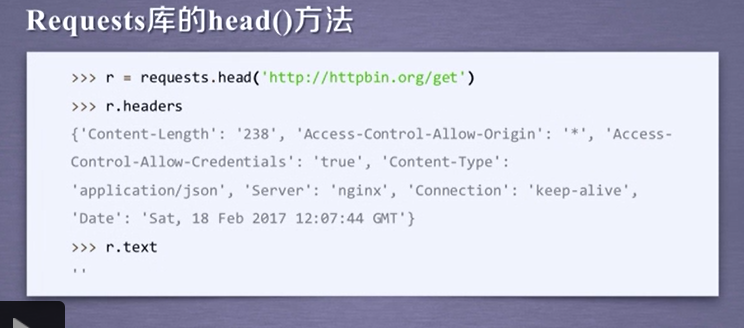 Requests库的head()方法
>>> r = requests.head('http://httpbin.org/get')
>>> r.headers
{'Content-Length': '238', 'Access-Control-Allow-Origin': '*', 'Access-
Control-Allow-Credentials': 'true', 'Content-Type':
'application/json', 'Server': 'nginx', 'Connection': 'keep-alive',
'Date': 'Sat, 18 Feb 2017 12:07:44 GMT'}
>>> r.text
''